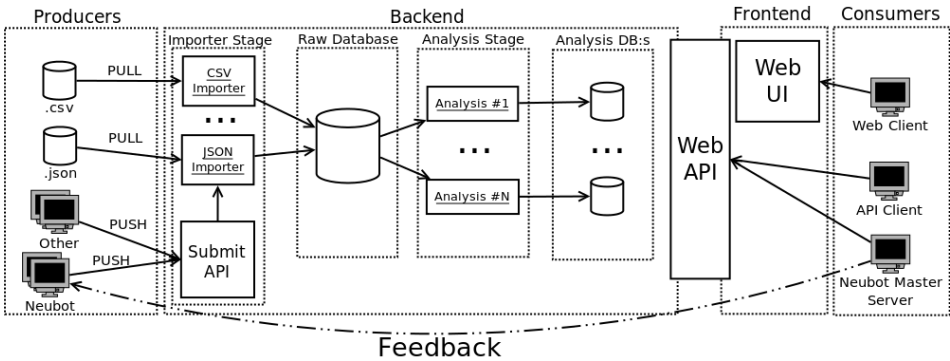 Producers
Backend
Frontend
Consumers
Importer Stage
Raw Database
Analysis Stage
Analysis DB:s
.csv
PULL
CSV
Importer
...
.json
PULL
JSON
Importer
Other
PUSH
Neubot
PUSH
Submit
API
Analysis #1
...
Analysis #N
...
Web
API
Web
UI
Web Client
API Client
Neubot Master
Server
Feedback